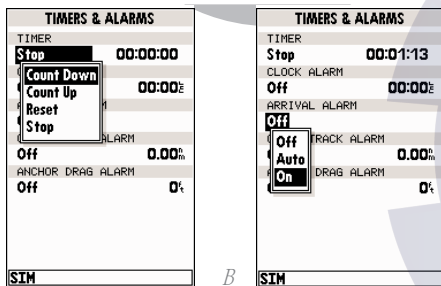 TIMERS & ALARMS
TIMER
Stop 00:00:00
Count Down
Count Up
Reset
Stop
00:00
ALARM
Off 0.00
ANCHOR DRAG ALARM
Off 0
SIM
B
TIMERS & ALARMS
TIMER
Stop 00:01:13
CLOCK ALARM
Off 00:00
ARRIVAL ALARM
Off
Off
Auto
On
TRACK ALARM
0.00
DRAG ALARM
0
SIM